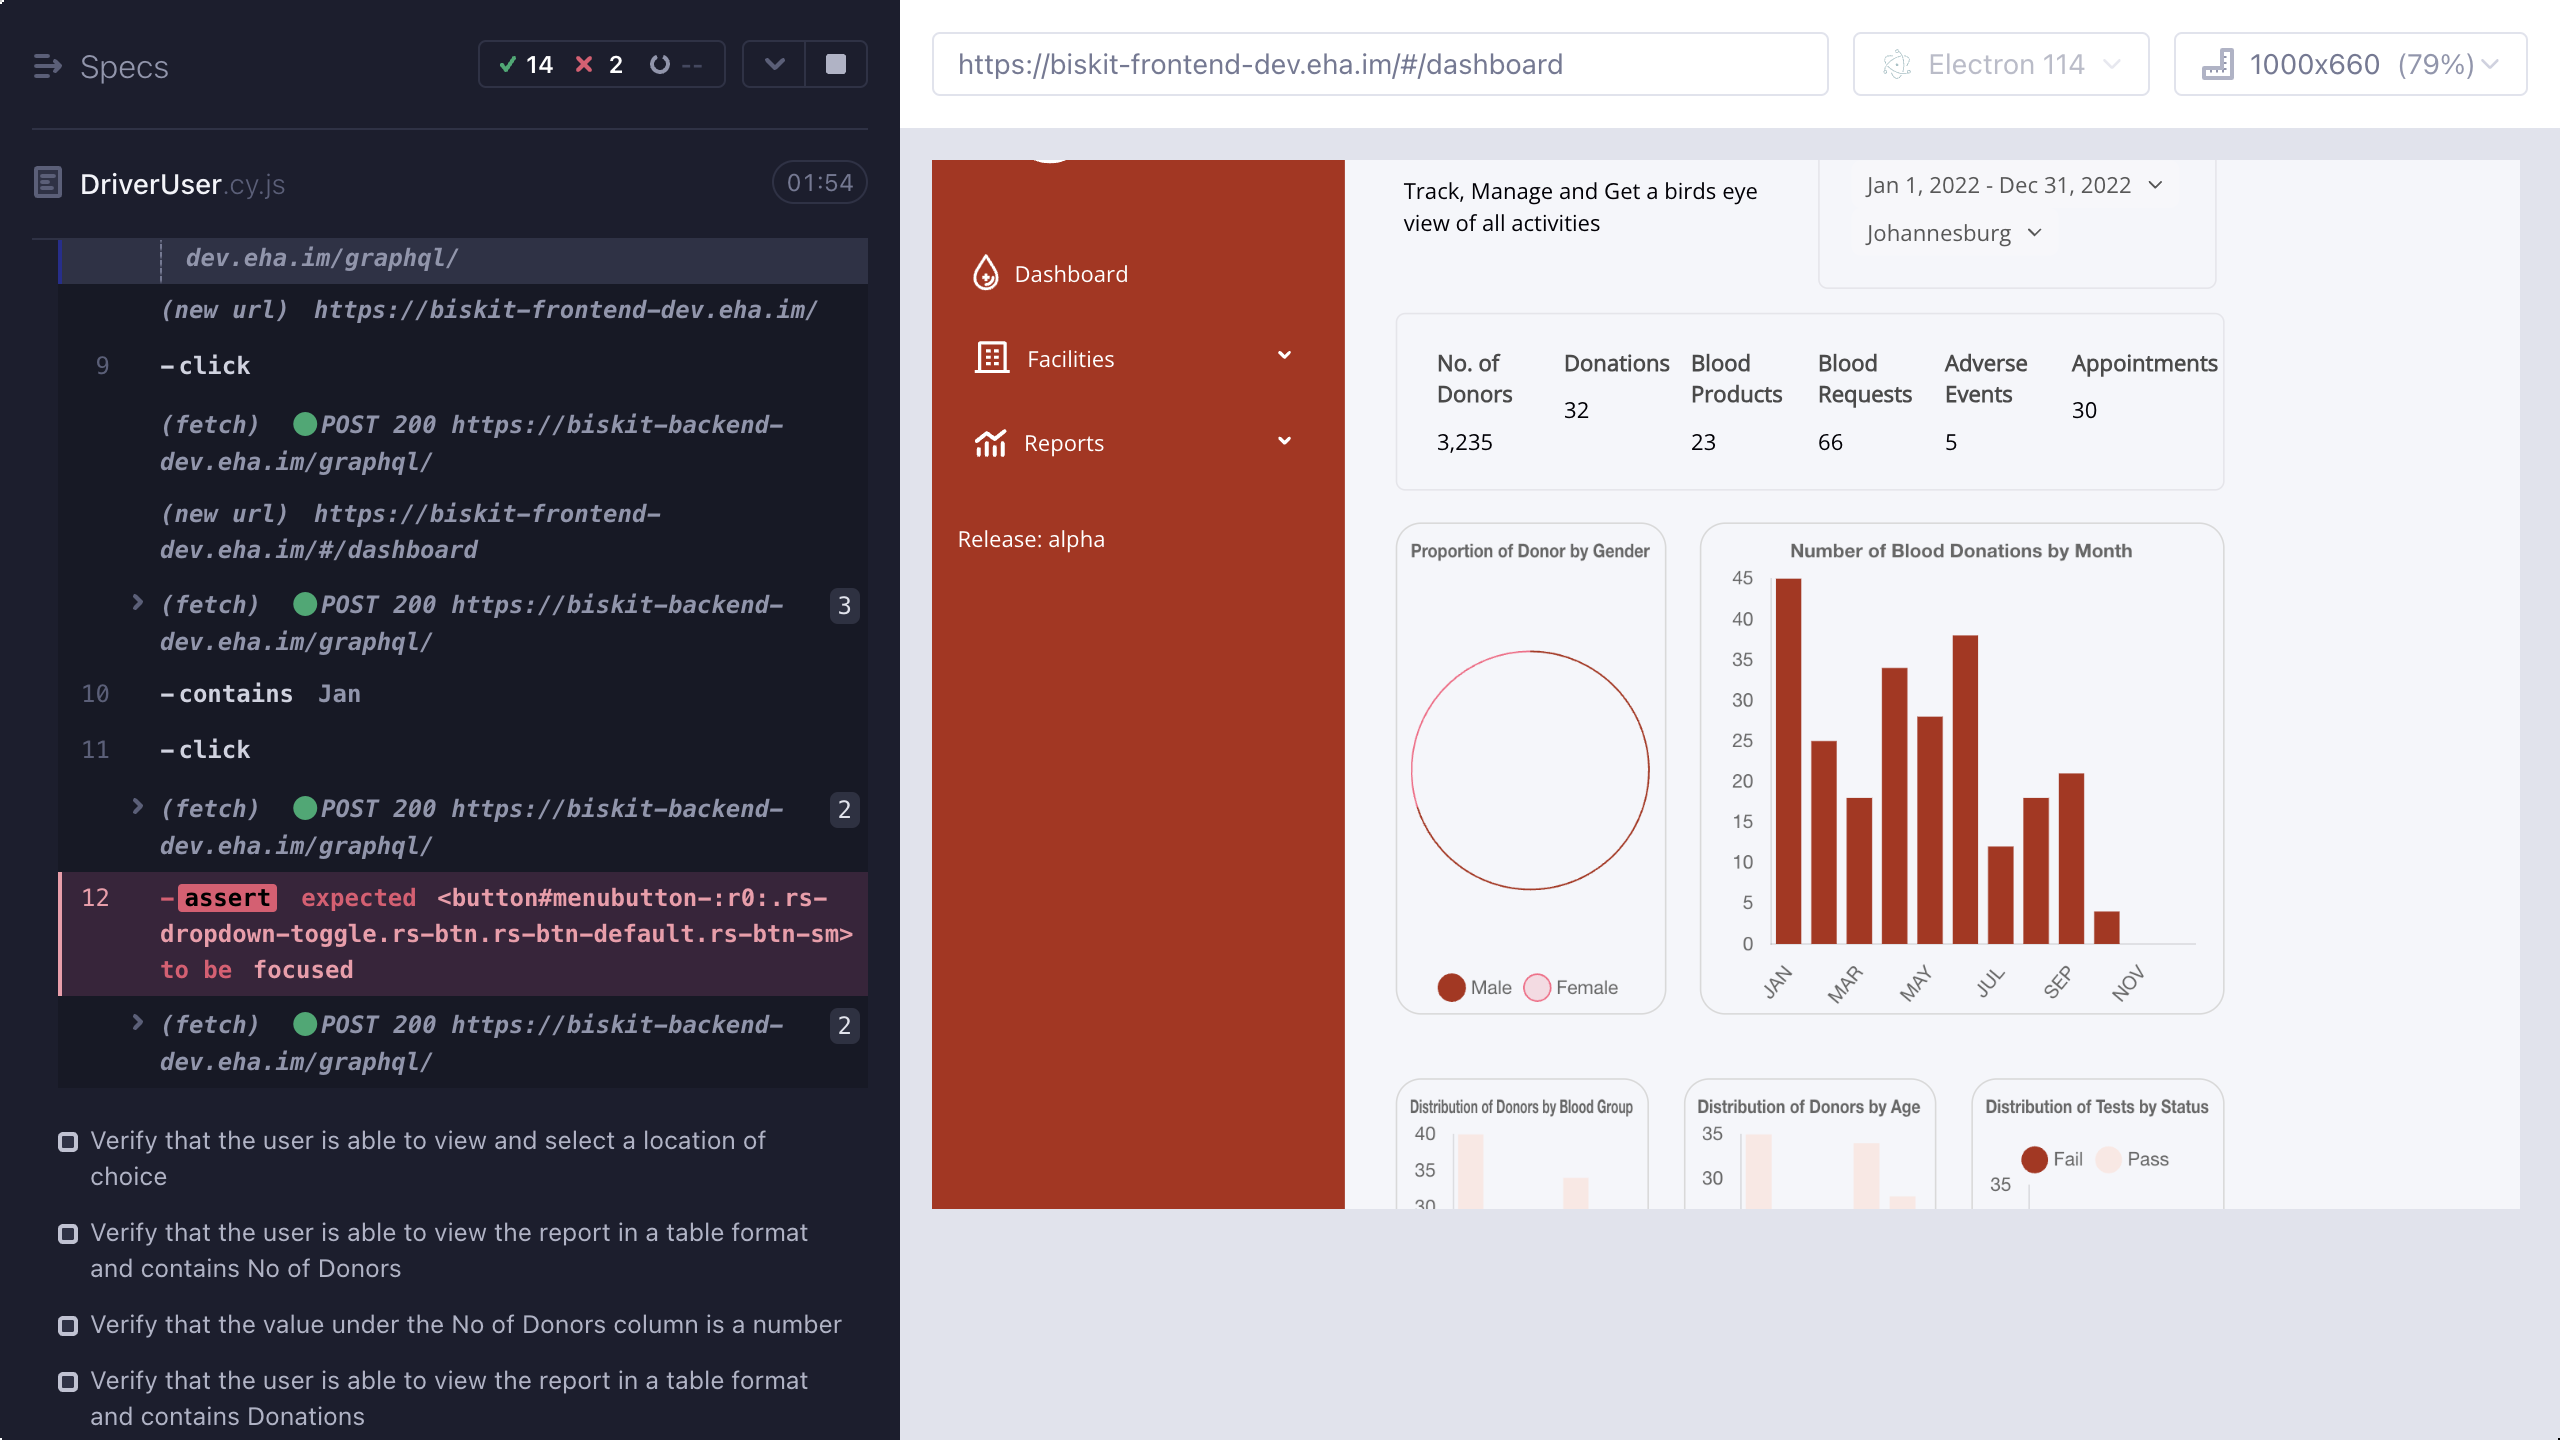 Specs
14 2 --
DriverUser.cy.js
01:54
dev.eha.im/graphql/
(new url) https://biskit-frontend-dev.eha.im/
9 -click
(fetch) POST 200 https://biskit-backend-
dev.eha.im/graphql/
(new url) https://biskit-frontend-
dev.eha.im/#/dashboard
(fetch) POST 200 https://biskit-backend- 3
dev.eha.im/graphql/
10 -contains Jan
11 -click
(fetch) POST 200 https://biskit-backend- 2
dev.eha.im/graphql/
12 -assert expected <button#menubutton-:r0:.rs-
dropdown-toggle.rs-btn.rs-btn-default.rs-btn-sm>
to be focused
(fetch) POST 200 https://biskit-backend- 2
dev.eha.im/graphql/
Verify that the user is able to view and select a location of
choice
Verify that the user is able to view the report in a table format
and contains No of Donors
Verify that the value under the No of Donors column is a number
Verify that the user is able to view the report in a table format
and contains Donations
https://biskit-frontend-dev.eha.im/#/dashboard
Electron 114
1000x660 (79%)
Dashboard
Facilities
Reports
Release: alpha
Track, Manage and Get a birds eye
view of all activities
Jan 1, 2022 - Dec 31, 2022
Johannesburg
No. of
Donors
3,235
Donations
32
Blood
Products
23
Blood
Requests
66
Adverse
Events
5
Appointments
30
Proportion of Donor by Gender
Male Female
Number of Blood Donations by Month
45
40
35
30
25
20
15
10
5
0
JAN MAR MAY JUL SEP NOV
Distribution of Donors by Blood Group
40
35
30
Distribution of Donors by Age
35
30
Distribution of Tests by Status
Fail Pass
35